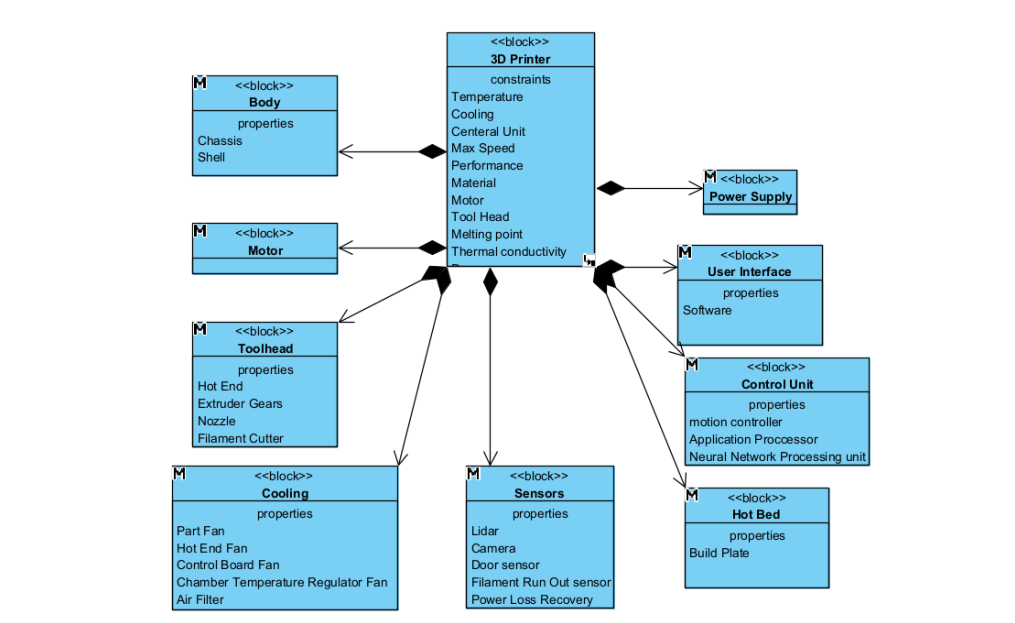 <<block>>
3D Printer
constraints
Temperature
Cooling
Centeral Unit
Max Speed
Performance
Material
Motor
Tool Head
Melting point
Thermal conductivity
M
<<block>>
Body
properties
Chassis
Shell
M
<<block>>
Motor
M
<<block>>
Toolhead
properties
Hot End
Extruder Gears
Nozzle
Filament Cutter
M
<<block>>
Cooling
properties
Part Fan
Hot End Fan
Control Board Fan
Chamber Temperature Regulator Fan
Air Filter
M
<<block>>
Sensors
properties
Lidar
Camera
Door sensor
Filament Run Out sensor
Power Loss Recovery
M
<<block>>
Power Supply
M
<<block>>
User Interface
properties
Software
M
<<block>>
Control Unit
properties
motion controller
Application Proccessor
Neural Network Processing unit
M
<<block>>
Hot Bed
properties
Build Plate